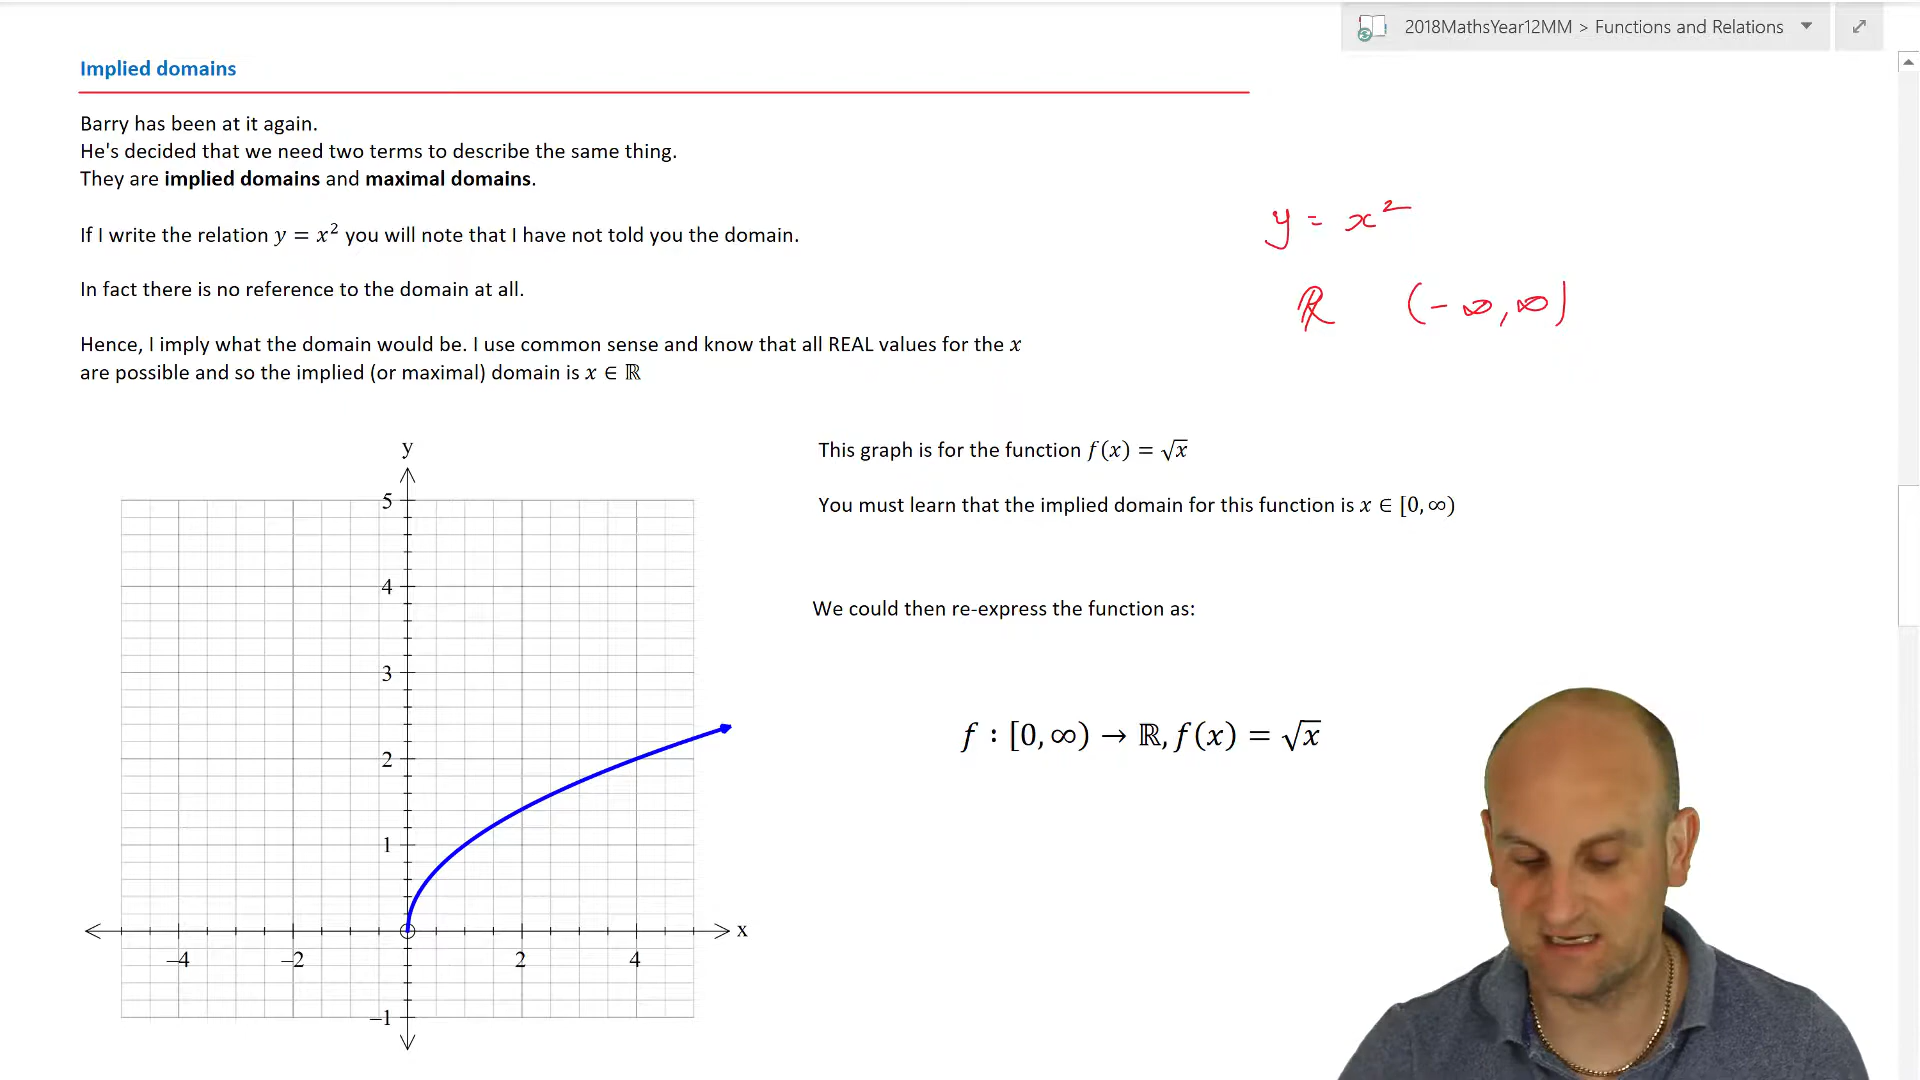 2018MathsYear12MM > Functions and Relations
Implied domains
Barry has been at it again.
He's decided that we need two terms to describe the same thing.
They are implied domains and maximal domains.
If I write the relation y = x² you will note that I have not told you the domain.
In fact there is no reference to the domain at all.
Hence, I imply what the domain would be. I use common sense and know that all REAL values for the x
are possible and so the implied (or maximal) domain is x ∈ ℝ
y = x²
ℝ (-∞,∞)
This graph is for the function f(x) = √x
You must learn that the implied domain for this function is x ∈ [0, ∞)
We could then re-express the function as:
f : [0, ∞) → ℝ, f(x) = √x
y
5
4
3
2
1
x
–4 –2 2 4
–1